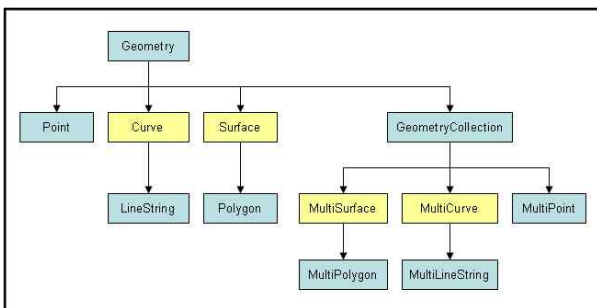 Geometry
Point
Curve
Surface
GeometryCollection
LineString
Polygon
MultiSurface
MultiCurve
MultiPoint
MultiPolygon
MultiLineString